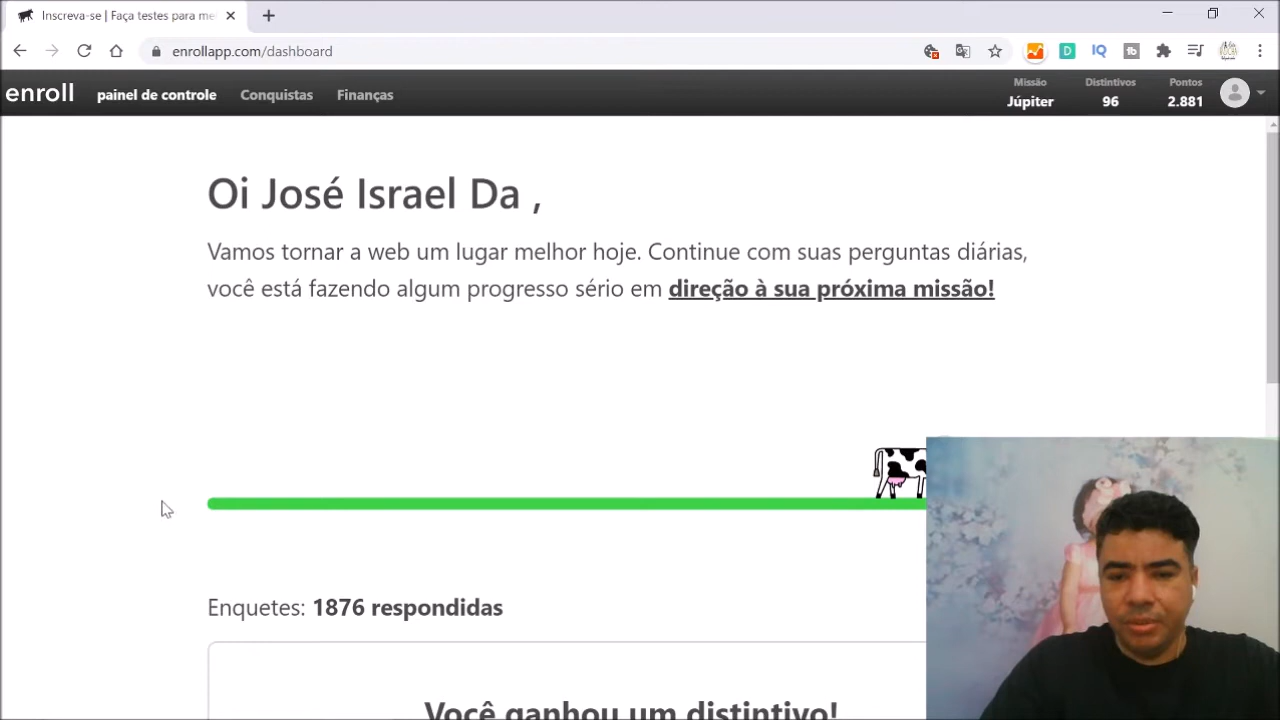 Inscreva-se | Faça testes para me
enrollapp.com/dashboard
enroll painel de controle Conquistas Finanças
Missão Distintivos Pontos
Júpiter 96 2.881
Oi José Israel Da ,
Vamos tornar a web um lugar melhor hoje. Continue com suas perguntas diárias,
você está fazendo algum progresso sério em direção à sua próxima missão!
Enquetes: 1876 respondidas
Você ganhou um distintivo!